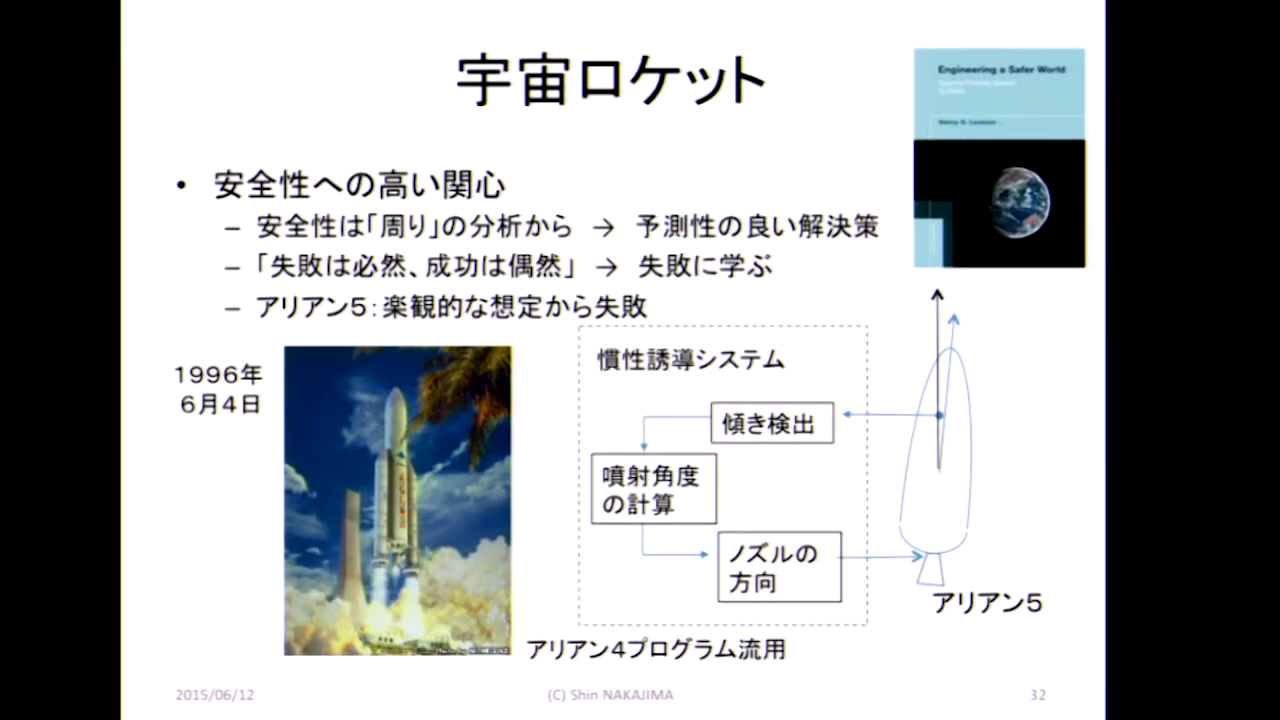 宇宙ロケット
Engineering a Safer World
Nancy G. Leveson
• 安全性への高い関心
– 安全性は「周り」の分析から → 予測性の良い解決策
– 「失敗は必然、成功は偶然」 → 失敗に学ぶ
– アリアン5：楽観的な想定から失敗
1996年
6月4日
慣性誘導システム
傾き検出
噴射角度
の計算
ノズルの
方向
アリアン5
アリアン4プログラム流用
2015/06/12
(C) Shin NAKAJIMA
32